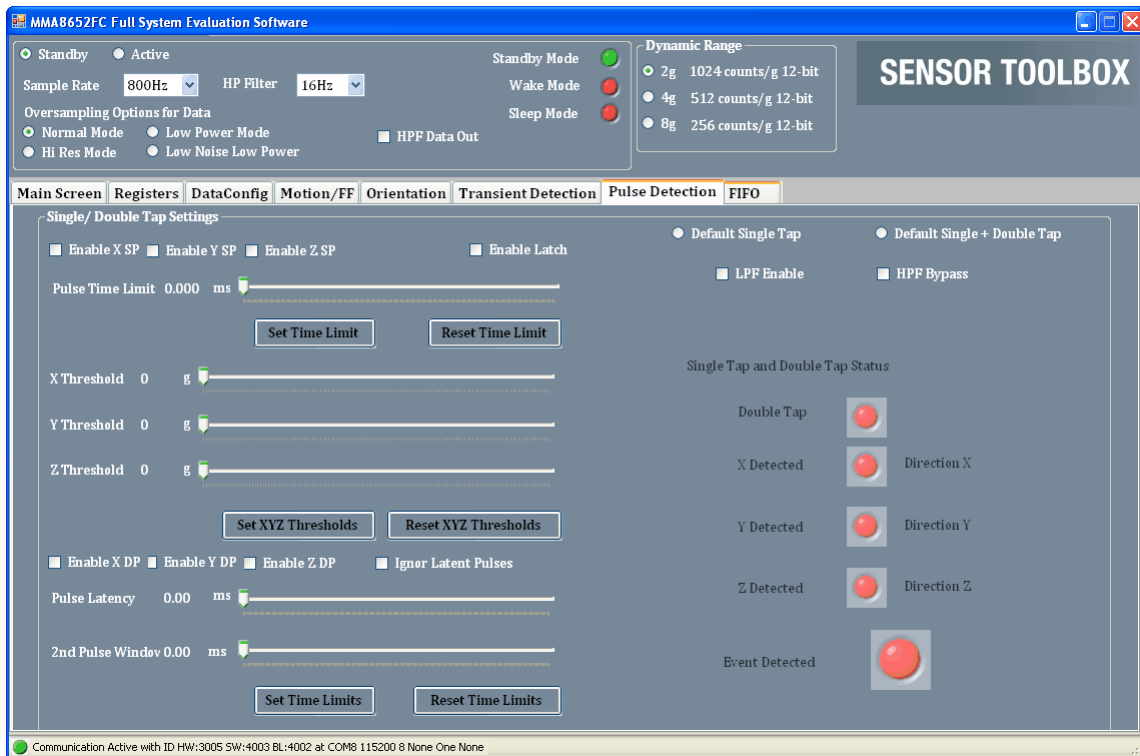 MMA8652FC Full System Evaluation Software
Standby Active
Sample Rate 800Hz HP Filter 16Hz
Oversampling Options for Data
Normal Mode Low Power Mode
Hi Res Mode Low Noise Low Power
HPF Data Out
Standby Mode
Wake Mode
Sleep Mode
Dynamic Range
2g 1024 counts/g 12-bit
4g 512 counts/g 12-bit
8g 256 counts/g 12-bit
SENSOR TOOLBOX
Main Screen Registers DataConfig Motion/FF Orientation Transient Detection Pulse Detection FIFO
Single/ Double Tap Settings
Enable X SP Enable Y SP Enable Z SP Enable Latch
Pulse Time Limit 0.000 ms
Set Time Limit Reset Time Limit
X Threshold 0 g
Y Threshold 0 g
Z Threshold 0 g
Set XYZ Thresholds Reset XYZ Thresholds
Enable X DP Enable Y DP Enable Z DP Ignor Latent Pulses
Pulse Latency 0.00 ms
2nd Pulse Windov 0.00 ms
Set Time Limits Reset Time Limits
Default Single Tap Default Single + Double Tap
LPF Enable HPF Bypass
Single Tap and Double Tap Status
Double Tap
X Detected Direction X
Y Detected Direction Y
Z Detected Direction Z
Event Detected
Communication Active with ID HW:3005 SW:4003 BL:4002 at COM8 115200 8 None One None